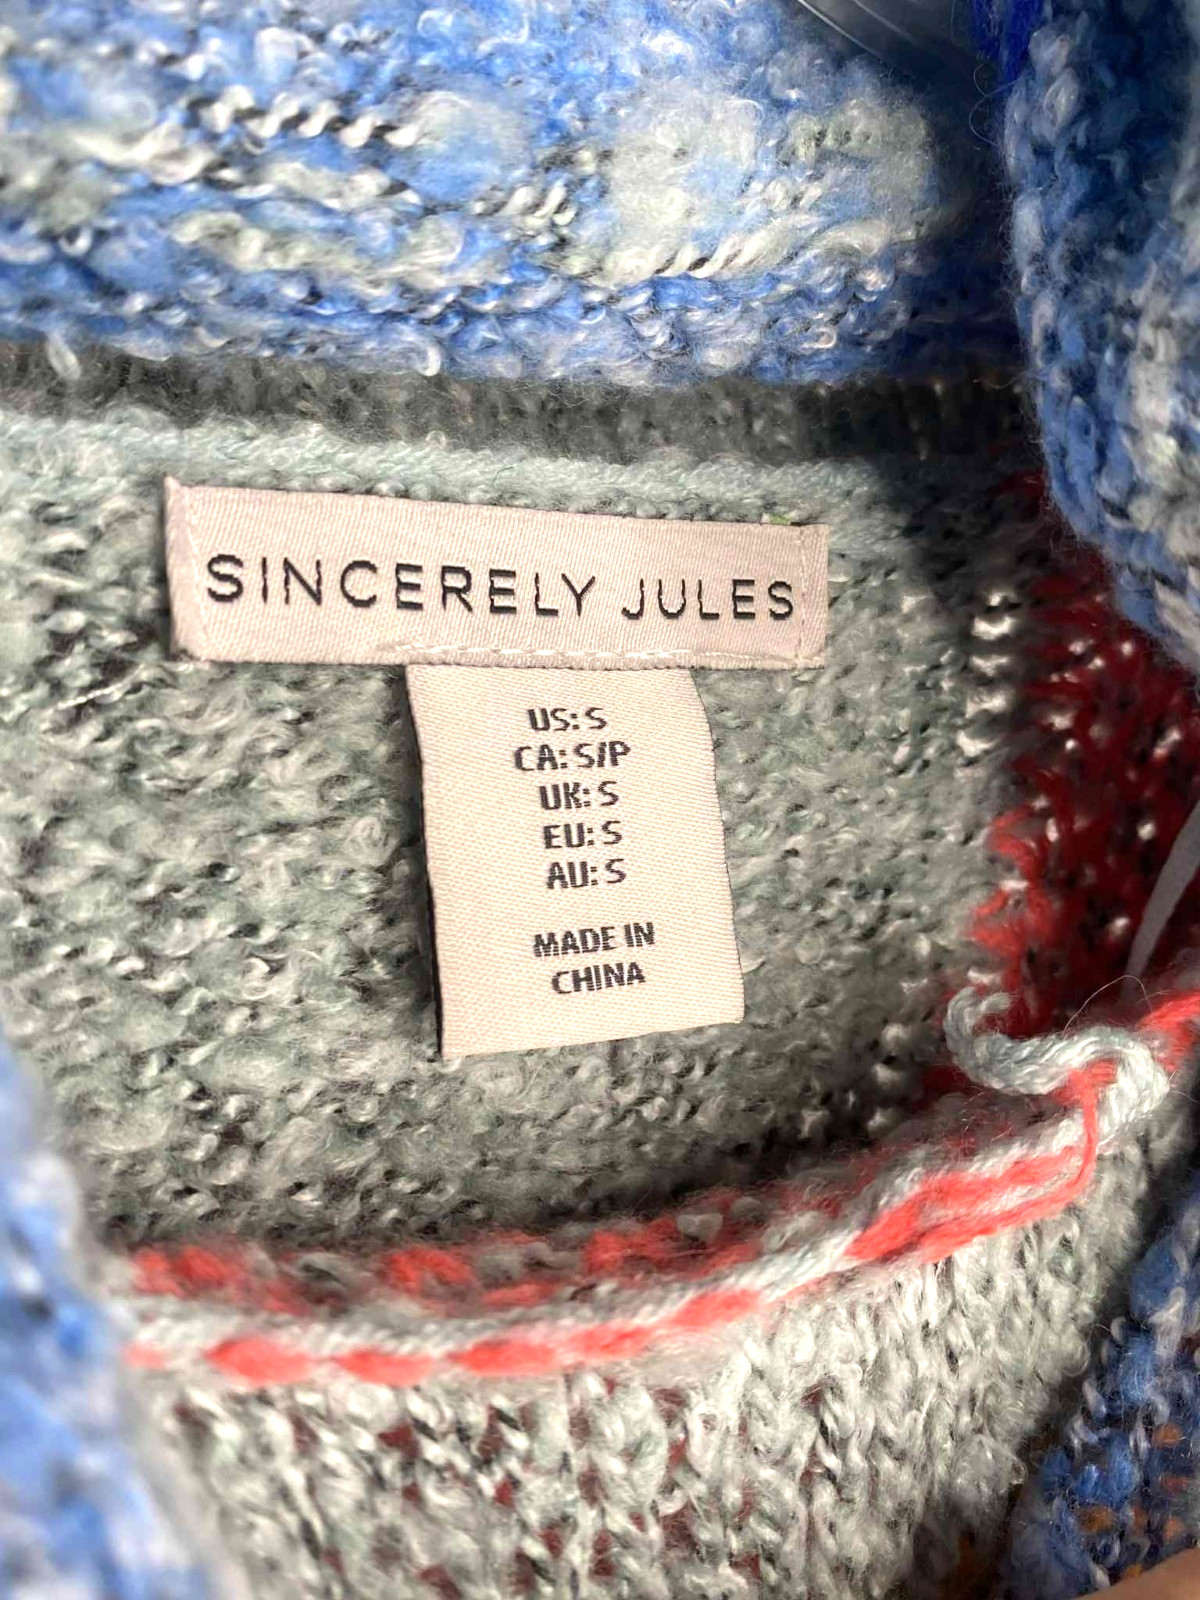 SINCERELY JULES
US: S
CA: S/P
UK: S
EU: S
AU: S
MADE IN
CHINA